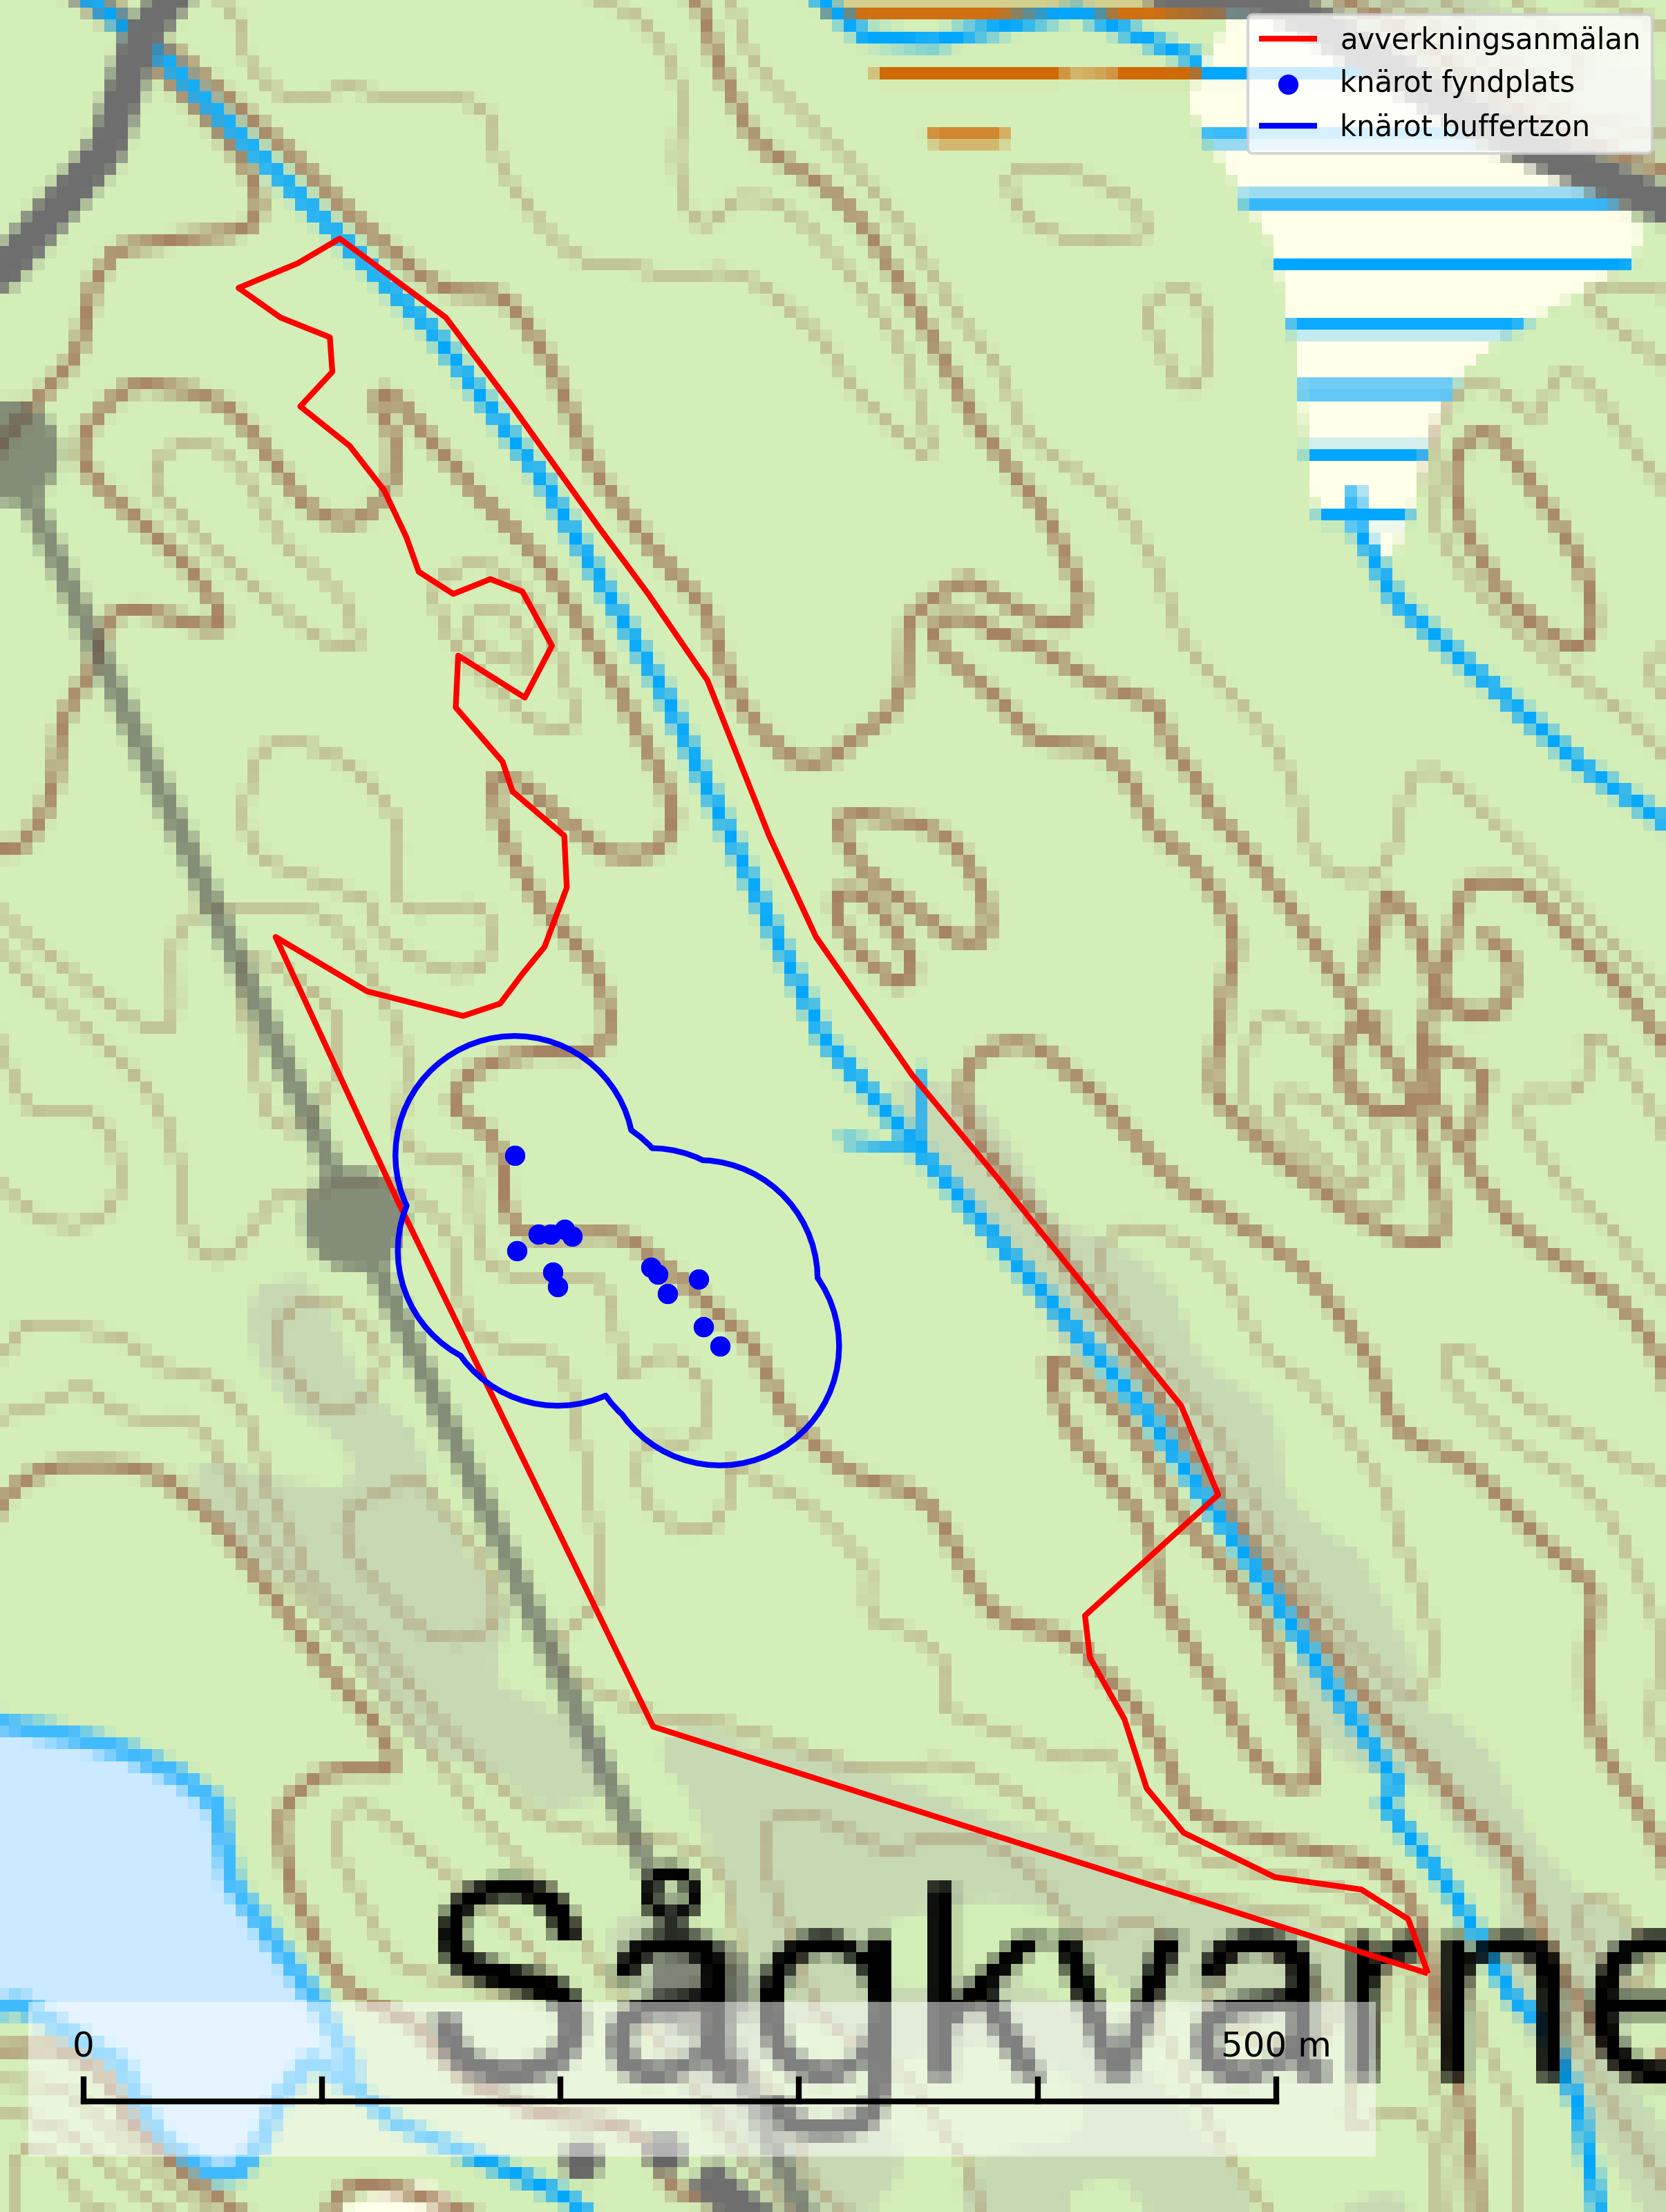 avverkningsanmälan
knärot fyndplats
knärot buffertzon
Sågkvarne
0 500 m